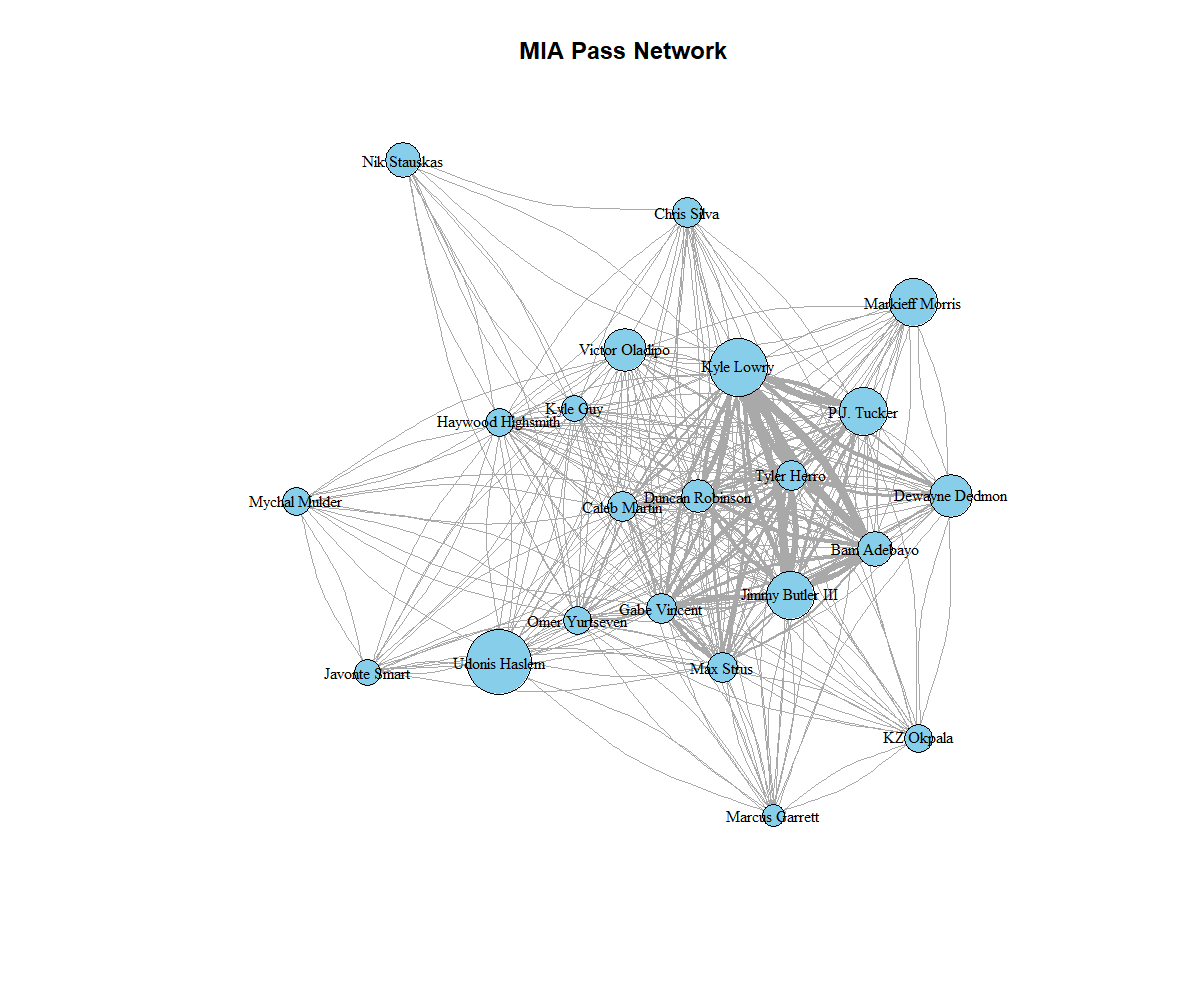 MIA Pass Network
Nik Stauskas
Chris Silva
Markieff Morris
Victor Oladipo
Kyle Lowry
Kyle Guy
P.J. Tucker
Haywood Highsmith
Tyler Herro
Mychal Mulder
Duncan Robinson
Dewayne Dedmon
Caleb Martin
Bam Adebayo
Jimmy Butler III
Gabe Vincent
Omer Yurtseven
Udonis Haslem
Max Strus
Javonte Smart
KZ Okpala
Marcus Garrett